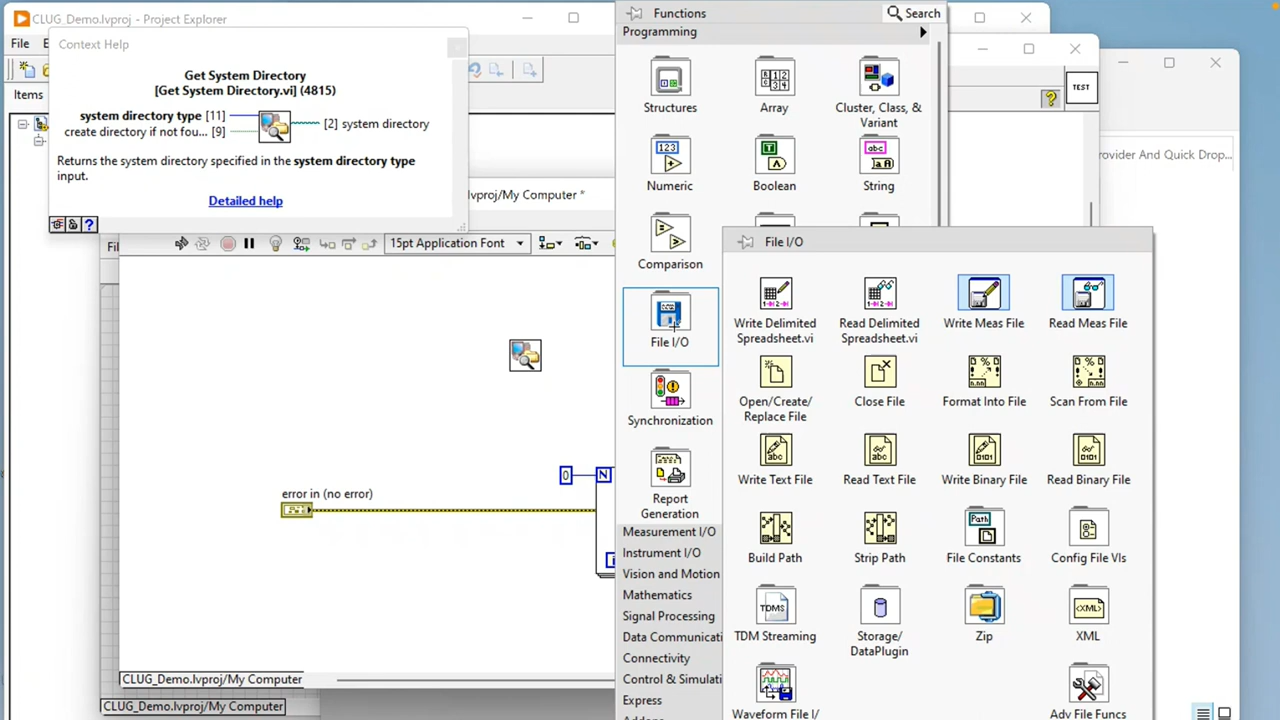 CLUG_Demo.lvproj - Project Explorer
File
Items
Context Help
Get System Directory
[Get System Directory.vi] (4815)
system directory type [11]
create directory if not fou... [9]
[2] system directory
Returns the system directory specified in the system directory type
input.
Detailed help
lvproj/My Computer *
15pt Application Font
error in (no error)
0
N
i
CLUG_Demo.lvproj/My Computer
CLUG_Demo.lvproj/My Computer
Functions
Search
Programming
Structures
Array
Cluster, Class, &
Variant
Numeric
Boolean
String
Comparison
File I/O
Synchronization
Report
Generation
Measurement I/O
Instrument I/O
Vision and Motion
Mathematics
Signal Processing
Data Communicati
Connectivity
Control & Simulati
Express
File I/O
Write Delimited
Spreadsheet.vi
Read Delimited
Spreadsheet.vi
Write Meas File
Read Meas File
Open/Create/
Replace File
Close File
Format Into File
Scan From File
Write Text File
Read Text File
Write Binary File
Read Binary File
Build Path
Strip Path
File Constants
Config File VIs
TDM Streaming
Storage/
DataPlugin
Zip
XML
Waveform File I/
Adv File Funcs
TEST
rovider And Quick Drop...